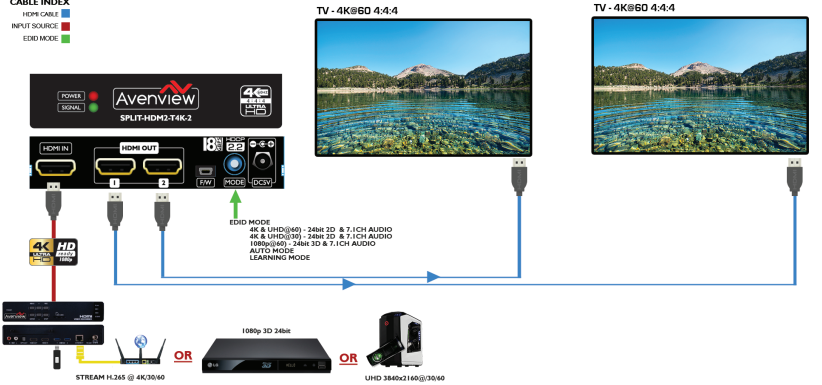 CABLE INDEX
HDMI CABLE
INPUT SOURCE
EDID MODE
TV - 4K@60 4:4:4
TV - 4K@60 4:4:4
POWER
SIGNAL
Avenview
SPLIT-HDM2-T4K-2
4K
4:4:4
ULTRA
HD
HDMI IN
HDMI OUT
1
2
18
HDCP
2.2
F/W
MODE
DC5V
EDID MODE
4K & UHD@60) - 24bit 2D & 7.1CH AUDIO
4K & UHD@30) - 24bit 2D & 7.1CH AUDIO
1080p@60) - 24bit 3D & 7.1CH AUDIO
AUTO MODE
LEARNING MODE
4K
ULTRA
HD
HD
ready
1080p
Avenview
STREAM H.265 @ 4K/30/60
OR
1080p 3D 24bit
LG
OR
UHD 3840x2160@/30/60